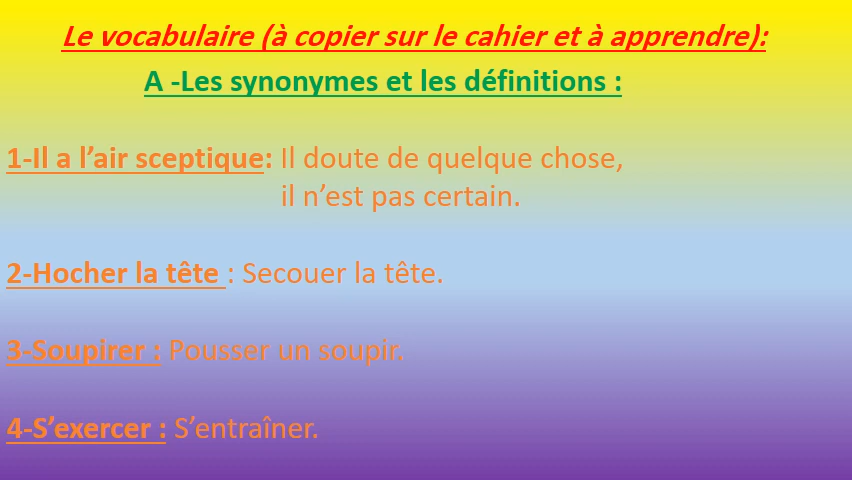 Le vocabulaire (à copier sur le cahier et à apprendre):
A -Les synonymes et les définitions :
1-Il a l’air sceptique: Il doute de quelque chose,
il n’est pas certain.
2-Hocher la tête : Secouer la tête.
3-Soupirer : Pousser un soupir.
4-S’exercer : S’entraîner.